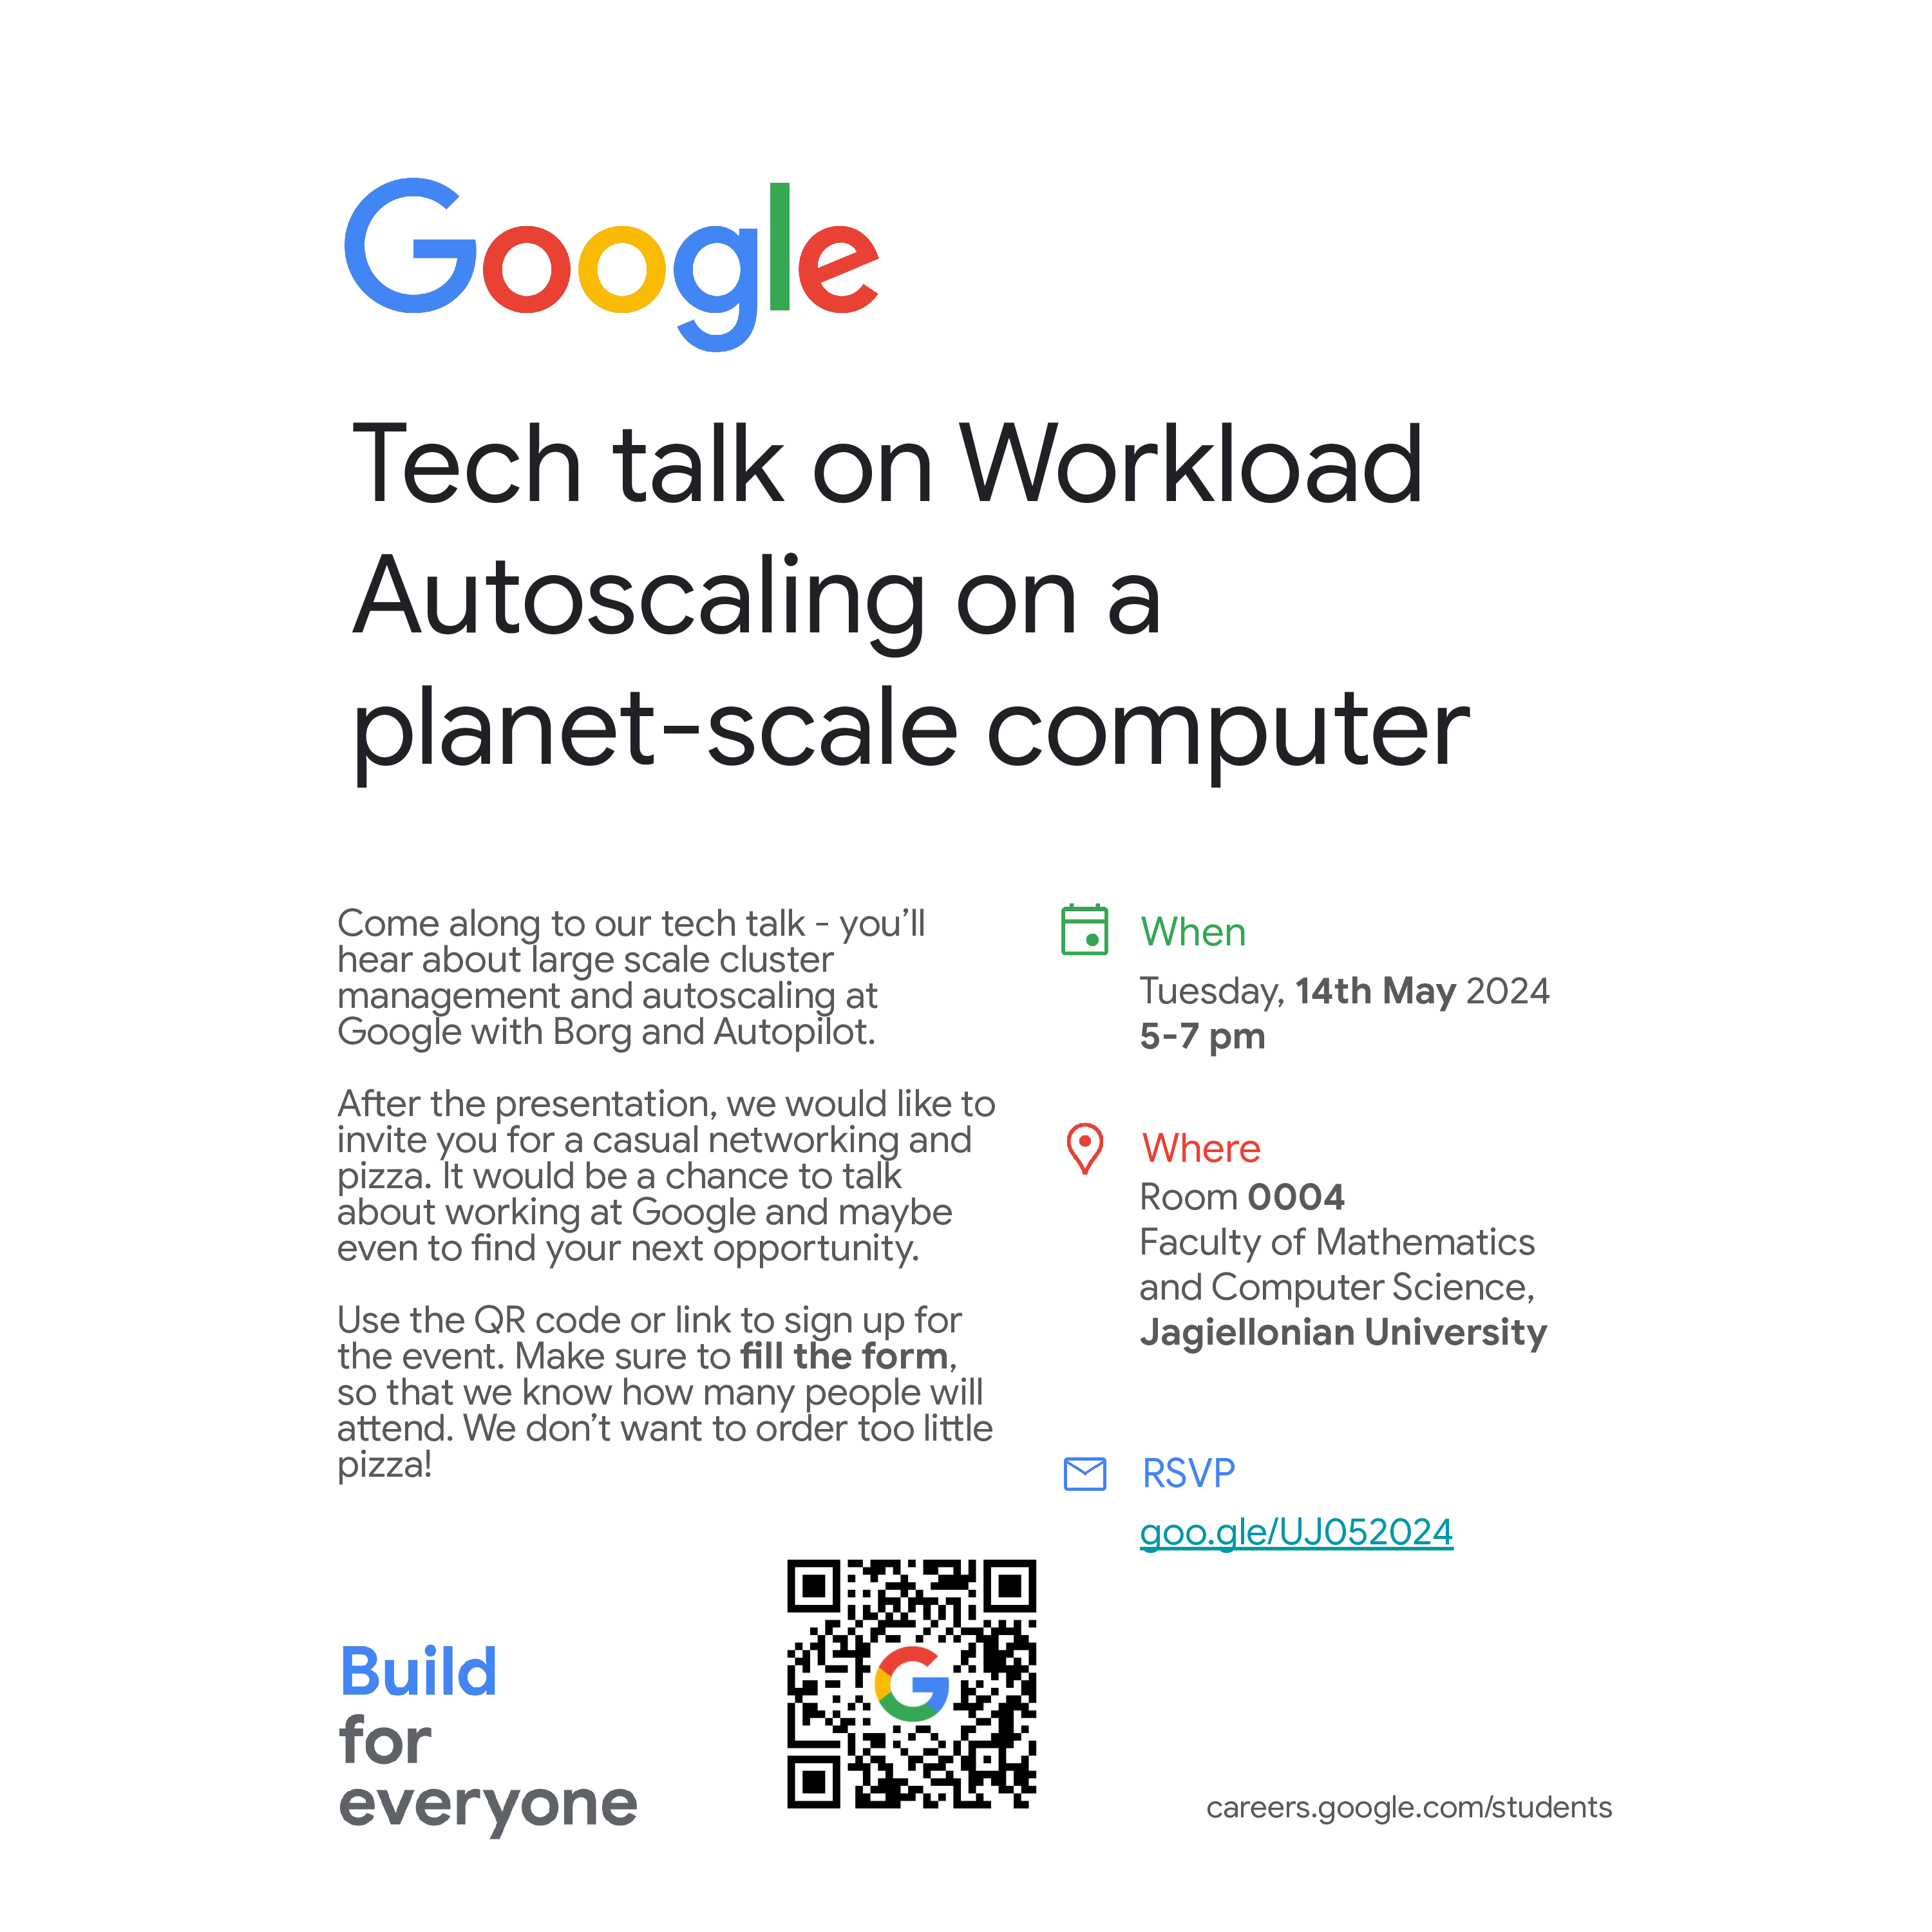 Google
Tech talk on Workload
Autoscaling on a
planet-scale computer
Come along to our tech talk - you’ll
hear about large scale cluster
management and autoscaling at
Google with Borg and Autopilot.
After the presentation, we would like to
invite you for a casual networking and
pizza. It would be a chance to talk
about working at Google and maybe
even to find your next opportunity.
Use the QR code or link to sign up for
the event. Make sure to fill the form,
so that we know how many people will
attend. We don’t want to order too little
pizza!
When
Tuesday, 14th May 2024
5-7 pm
Where
Room 0004
Faculty of Mathematics
and Computer Science,
Jagiellonian University
RSVP
goo.gle/UJ052024
Build
for
everyone
G
careers.google.com/students